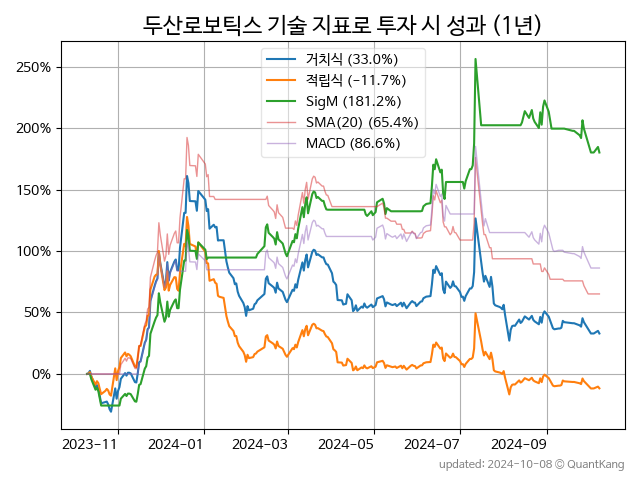 두산로보틱스 기술 지표로 투자 시 성과 (1년)
거치식 (33.0%)
적립식 (-11.7%)
SigM (181.2%)
SMA(20) (65.4%)
MACD (86.6%)
250%
200%
150%
100%
50%
0%
2023-11 2024-01 2024-03 2024-05 2024-07 2024-09
updated: 2024-10-08 © QuantKang